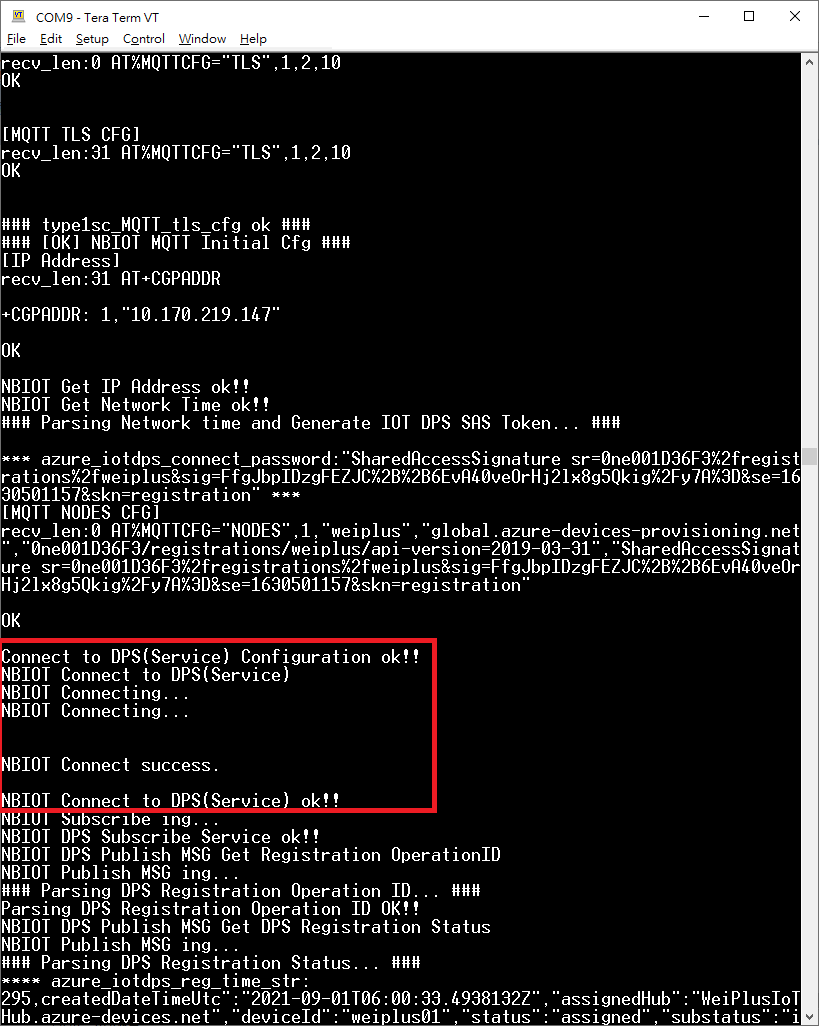 COM9 - Tera Term VT
File Edit Setup Control Window Help
recv_len:0 AT%MQTTCFG="TLS",1,2,10
OK
[MQTT TLS CFG]
recv_len:31 AT%MQTTCFG="TLS",1,2,10
OK
### type1sc_MQTT_tls_cfg ok ###
### [OK] NBIOT MQTT Initial Cfg ###
[IP Address]
recv_len:31 AT+CGPADDR
+CGPADDR: 1,"10.170.219.147"
OK
NBIOT Get IP Address ok!!
NBIOT Get Network Time ok!!
### Parsing Network time and Generate IOT DPS SAS Token... ###
*** azure_iotdps_connect_password:"SharedAccessSignature sr=0ne001D36F3%2fregist
rations%2fweiplus&sig=FfgJbpIDzgFEZJC%2B%2B6EvA40veOrHj2lx8g5Qkig%2Fy7A%3D&se=16
30501157&skn=registration" ***
[MQTT NODES CFG]
recv_len:0 AT%MQTTCFG="NODES",1,"weiplus","global.azure-devices-provisioning.net
","0ne001D36F3/registrations/weiplus/api-version=2019-03-31","SharedAccessSignat
ure sr=0ne001D36F3%2fregistrations%2fweiplus&sig=FfgJbpIDzgFEZJC%2B%2B6EvA40veOr
Hj2lx8g5Qkig%2Fy7A%3D&se=1630501157&skn=registration"
OK
Connect to DPS(Service) Configuration ok!!
NBIOT Connect to DPS(Service)
NBIOT Connecting...
NBIOT Connecting...
NBIOT Connect success.
NBIOT Connect to DPS(Service) ok!!
NBIOT Subscribe ing...
NBIOT DPS Subscribe Service ok!!
NBIOT DPS Publish MSG Get Registration OperationID
NBIOT Publish MSG ing...
### Parsing DPS Registration Operation ID... ###
Parsing DPS Registration Operation ID OK!!
NBIOT DPS Publish MSG Get DPS Registration Status
NBIOT Publish MSG ing...
### Parsing DPS Registration Status... ###
**** azure_iotdps_reg_time_str:
295,createdDateTimeUtc":"2021-09-01T06:00:33.4938132Z","assignedHub":"WeiPlusIoT
Hub.azure-devices.net","deviceId":"weiplus01","status":"assigned","substatus":"i